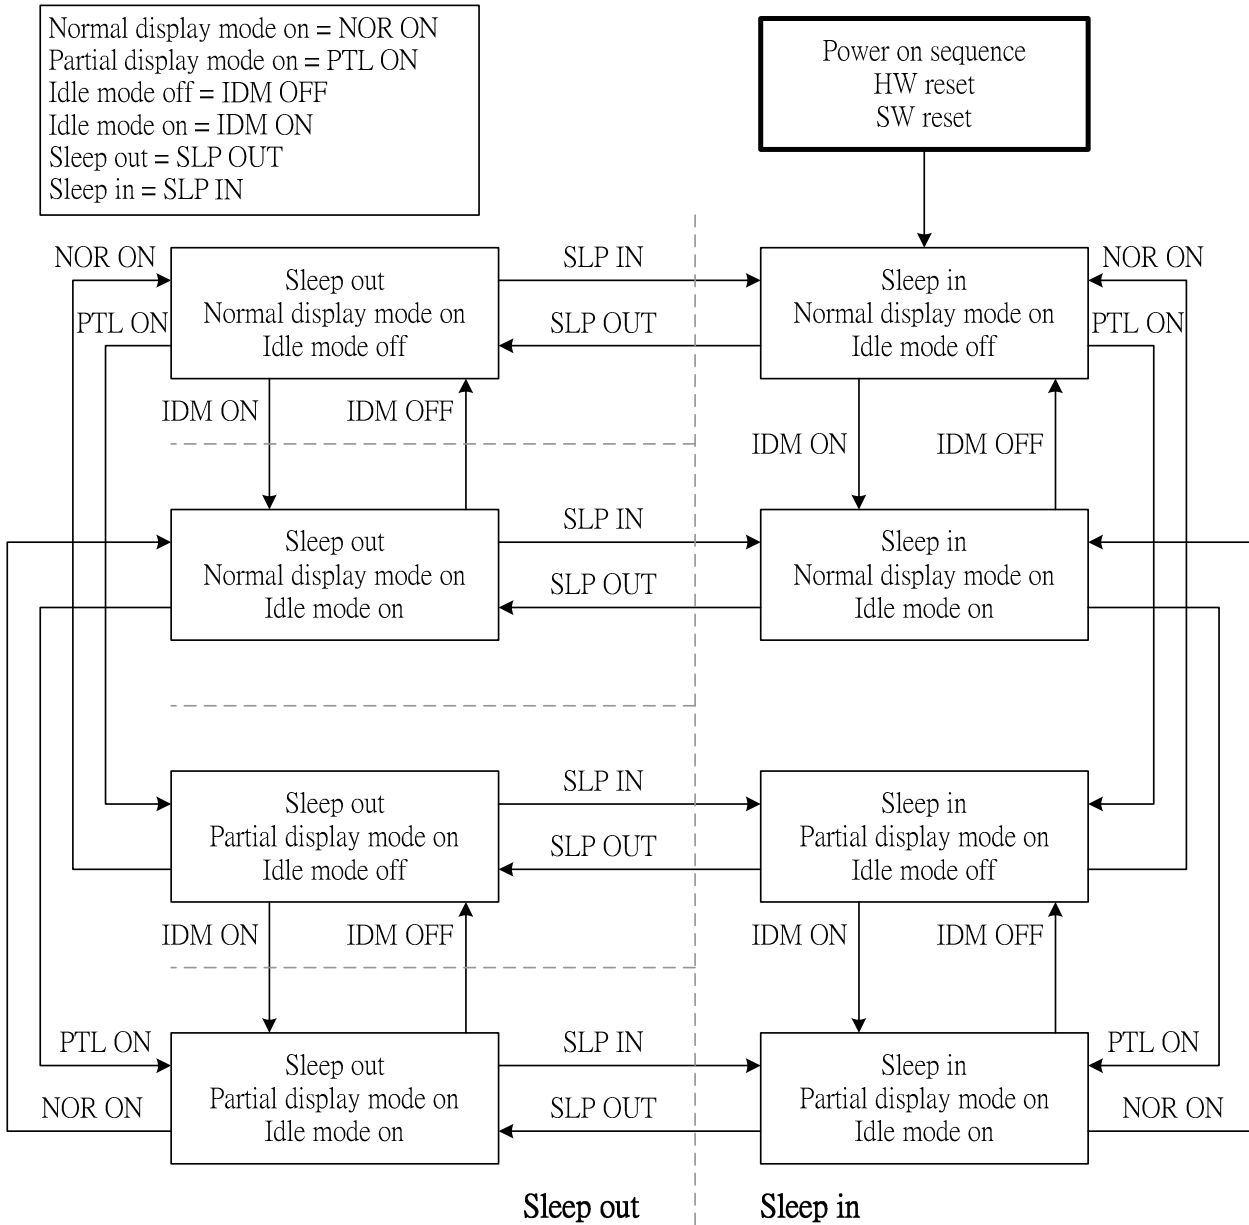 Normal display mode on = NOR ON
Partial display mode on = PTL ON
Idle mode off = IDM OFF
Idle mode on = IDM ON
Sleep out = SLP OUT
Sleep in = SLP IN
Power on sequence
HW reset
SW reset
NOR ON
PTL ON
Sleep out
Normal display mode on
Idle mode off
SLP IN
SLP OUT
Sleep in
Normal display mode on
Idle mode off
NOR ON
PTL ON
IDM ON
IDM OFF
IDM ON
IDM OFF
Sleep out
Normal display mode on
Idle mode on
SLP IN
SLP OUT
Sleep in
Normal display mode on
Idle mode on
Sleep out
Partial display mode on
Idle mode off
SLP IN
SLP OUT
Sleep in
Partial display mode on
Idle mode off
IDM ON
IDM OFF
IDM ON
IDM OFF
PTL ON
NOR ON
Sleep out
Partial display mode on
Idle mode on
SLP IN
SLP OUT
Sleep in
Partial display mode on
Idle mode on
PTL ON
NOR ON
Sleep out
Sleep in